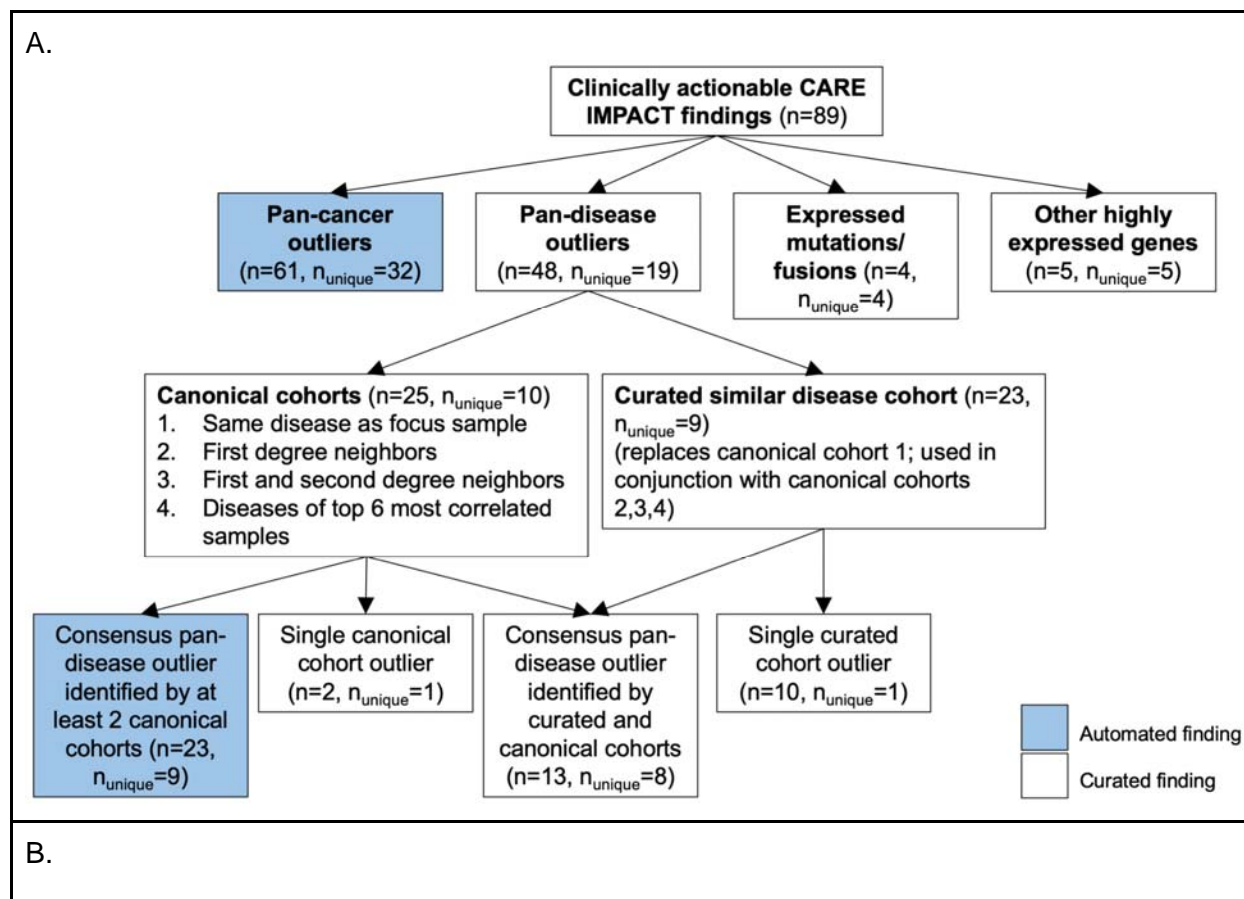 A.
Clinically actionable CARE
IMPACT findings (n=89)
Pan-cancer
outliers
(n=61, nunique=32)
Pan-disease
outliers
(n=48, nunique=19)
Expressed
mutations/
fusions (n=4,
nunique=4)
Other highly
expressed genes
(n=5, nunique=5)
Canonical cohorts (n=25, nunique=10)
1. Same disease as focus sample
2. First degree neighbors
3. First and second degree neighbors
4. Diseases of top 6 most correlated
samples
Curated similar disease cohort (n=23,
nunique=9)
(replaces canonical cohort 1; used in
conjunction with canonical cohorts
2,3,4)
Consensus pan-
disease outlier
identified by at
least 2 canonical
cohorts (n=23,
nunique=9)
Single canonical
cohort outlier
(n=2, nunique=1)
Consensus pan-
disease outlier
identified by
curated and
canonical cohorts
(n=13, nunique=8)
Single curated
cohort outlier
(n=10, nunique=1)
Automated finding
Curated finding
B.